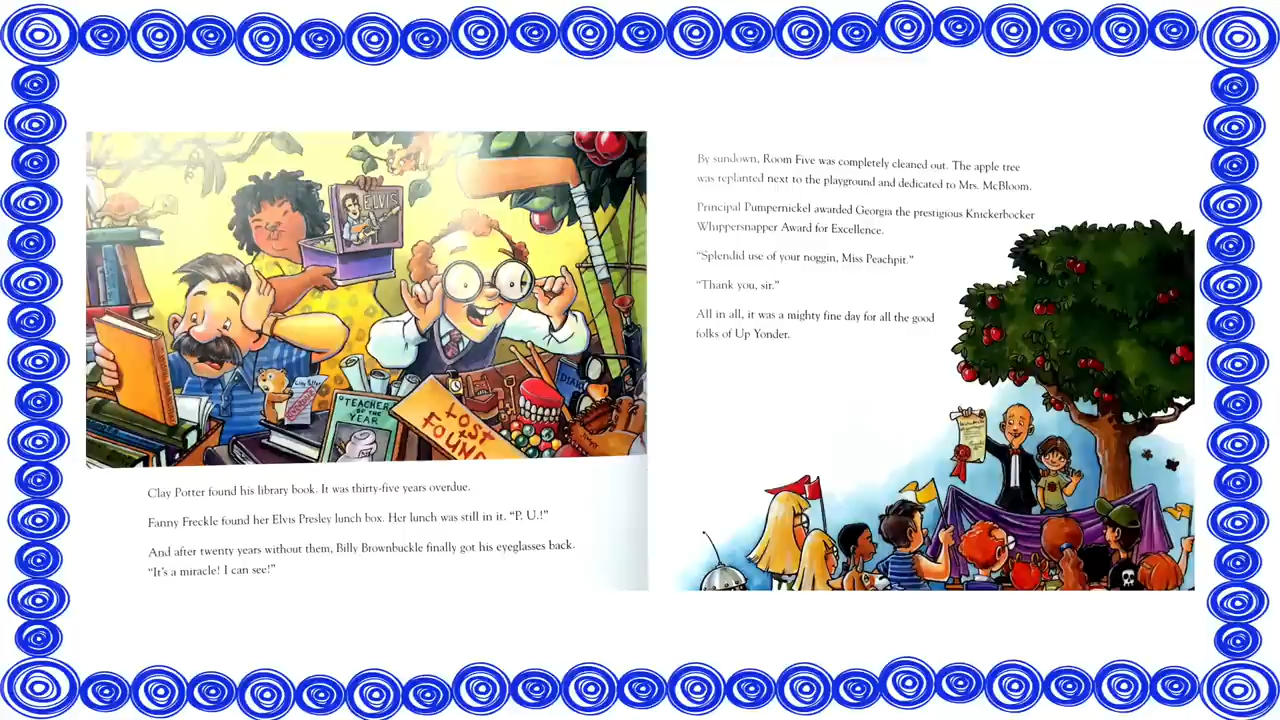 ELVIS
TEACHER
OF THE
YEAR
LOST
&
FOUND
Clay Potter found his library book. It was thirty-five years overdue.
Fanny Freckle found her Elvis Presley lunch box. Her lunch was still in it. “P. U.!”
And after twenty years without them, Billy Brownbuckle finally got his eyeglasses back.
“It’s a miracle! I can see!”
By sundown, Room Five was completely cleaned out. The apple tree
was replanted next to the playground and dedicated to Mrs. McBloom.
Principal Pumpernickel awarded Georgia the prestigious Knickerbocker
Whippersnapper Award for Excellence.
“Splendid use of your noggin, Miss Peachpit.”
“Thank you, sir.”
All in all, it was a mighty fine day for all the good
folks of Up Yonder.